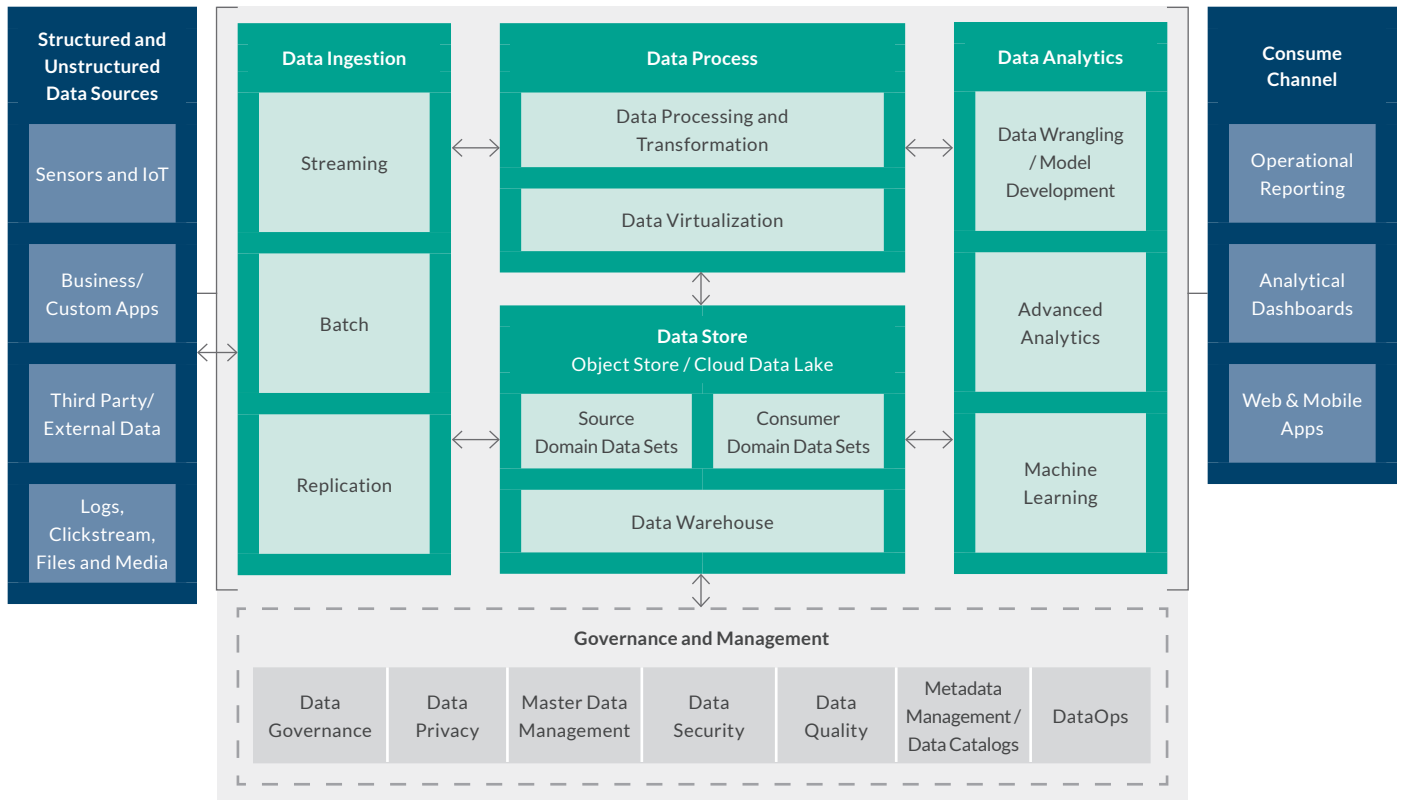 Structured and
Unstructured
Data Sources
Sensors and IoT
Business/
Custom Apps
Third Party/
External Data
Logs,
Clickstream,
Files and Media
Data Ingestion
Streaming
Batch
Replication
Data Process
Data Processing and
Transformation
Data Virtualization
Data Store
Object Store / Cloud Data Lake
Source
Domain Data Sets
Consumer
Domain Data Sets
Data Warehouse
Data Analytics
Data Wrangling
/ Model
Development
Advanced
Analytics
Machine
Learning
Consume
Channel
Operational
Reporting
Analytical
Dashboards
Web & Mobile
Apps
Governance and Management
Data
Governance
Data
Privacy
Master Data
Management
Data
Security
Data
Quality
Metadata
Management /
Data Catalogs
DataOps